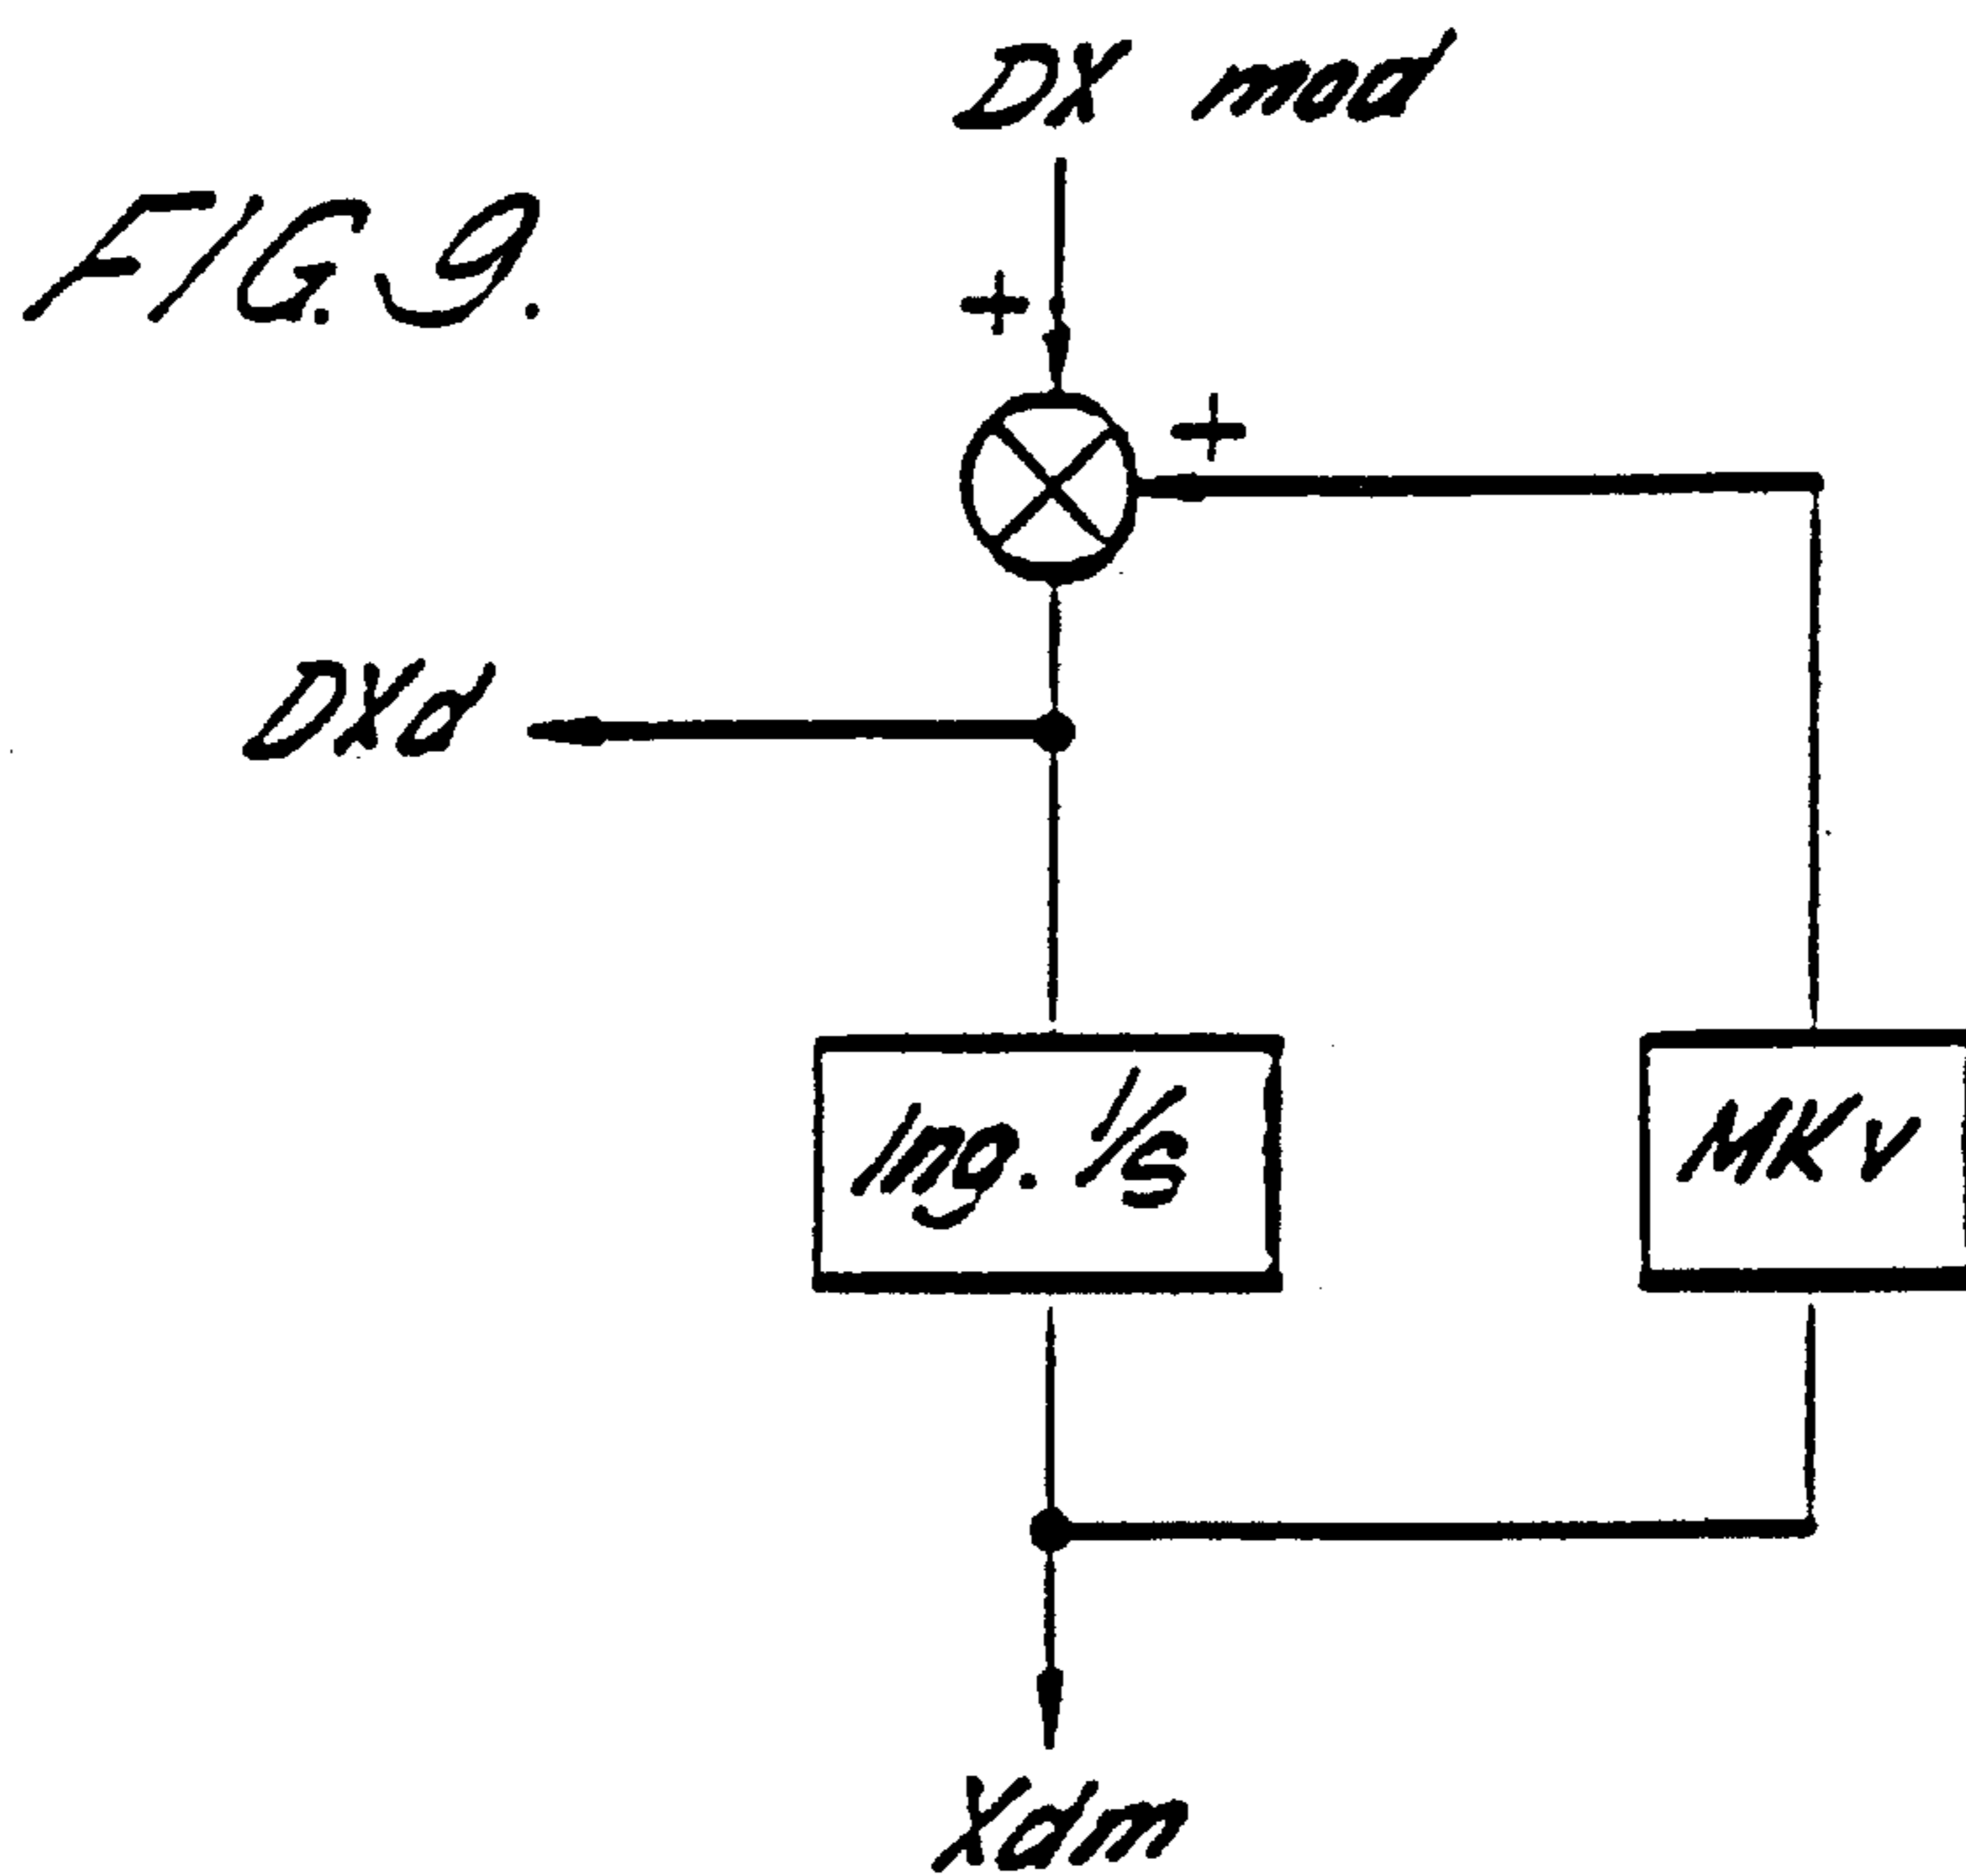 DX mod
FIG. 9.
+
+
DXd
Ing. 1/s
MKv
Xdm